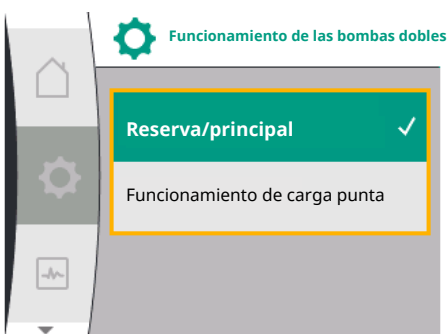 Funcionamiento de las bombas dobles
Reserva/principal
Funcionamiento de carga punta